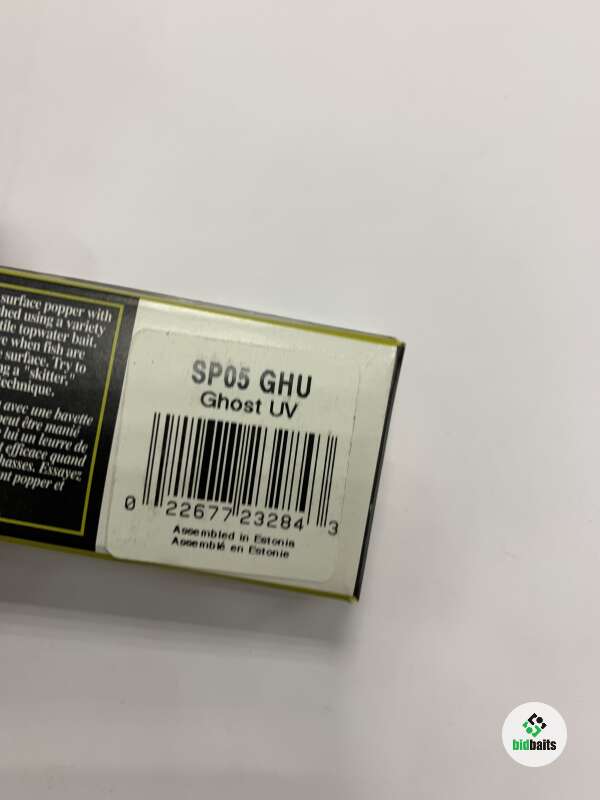 surface popper with
hed using a variety
tile topwater bait.
e when fish are
surface. Try to
g a "skitter,"
technique.
avec une bavette
peut être manié
lui un leurre de
efficace quand
chasses. Essayez
nt popper et
SP05 GHU
Ghost UV
0 22677 23284 3
Assembled in Estonia
Assemblé en Estonie
bidbaits